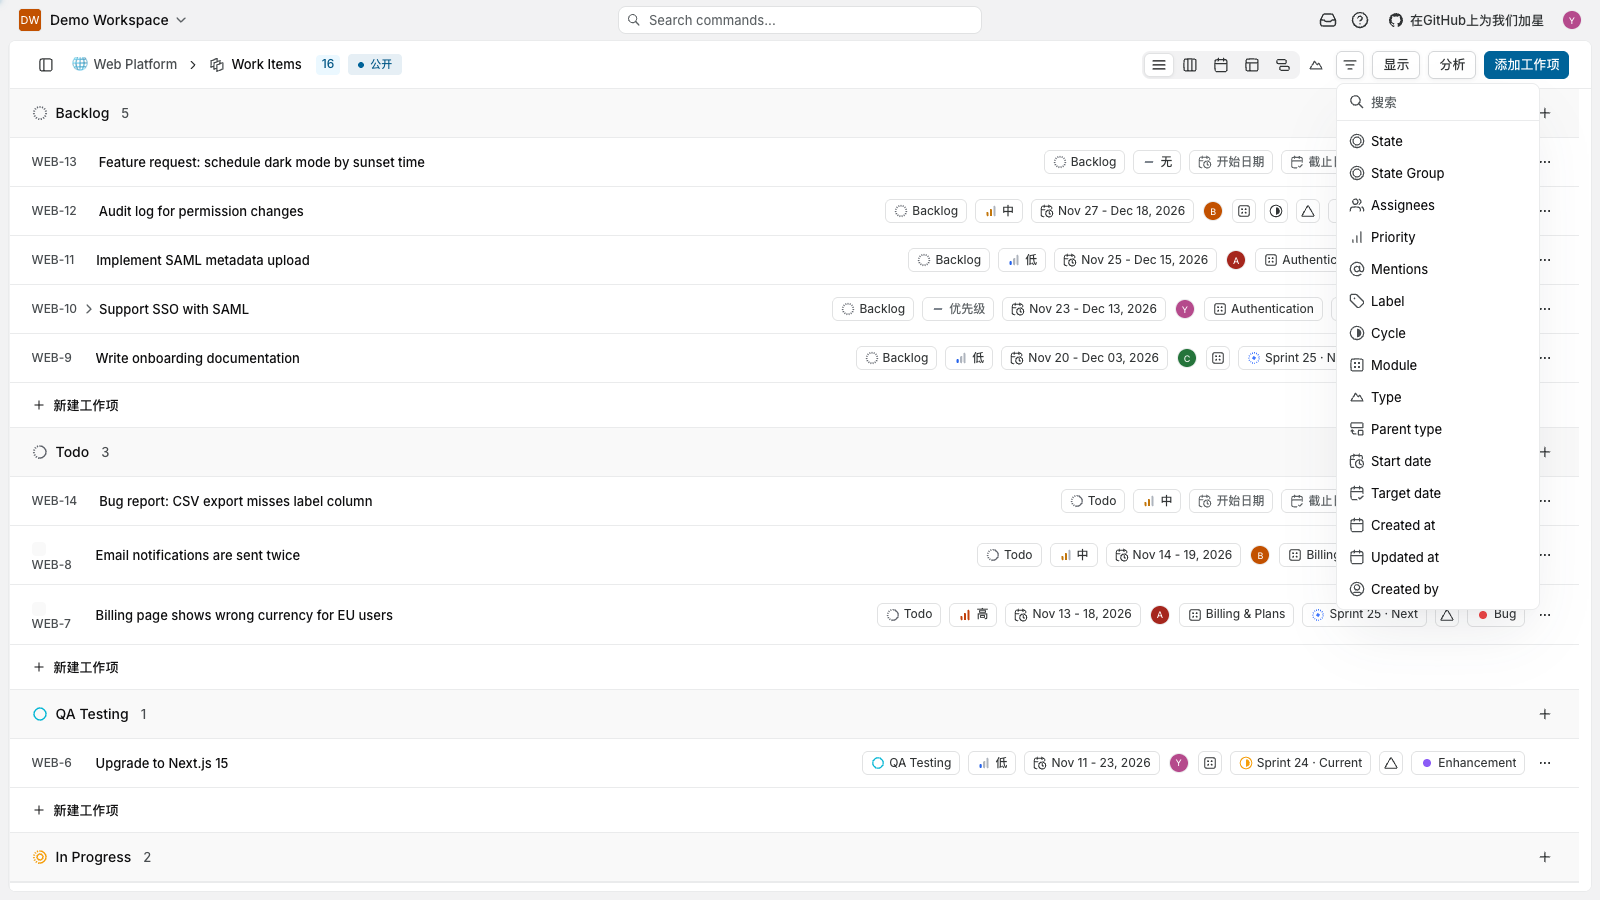 DW Demo Workspace
Search commands...
在GitHub上为我们加星
Y
Web Platform
Work Items
16
公开
显示
分析
添加工作项
搜索
State
State Group
Assignees
Priority
Mentions
Label
Cycle
Module
Type
Parent type
Start date
Target date
Created at
Updated at
Created by
Backlog 5
WEB-13 Feature request: schedule dark mode by sunset time Backlog 无 开始日期 截止
WEB-12 Audit log for permission changes Backlog 中 Nov 27 - Dec 18, 2026 B
WEB-11 Implement SAML metadata upload Backlog 低 Nov 25 - Dec 15, 2026 A Authentic
WEB-10 Support SSO with SAML Backlog 优先级 Nov 23 - Dec 13, 2026 Y Authentication
WEB-9 Write onboarding documentation Backlog 低 Nov 20 - Dec 03, 2026 C Sprint 25 · N
新建工作项
Todo 3
WEB-14 Bug report: CSV export misses label column Todo 中 开始日期 截止
WEB-8 Email notifications are sent twice Todo 中 Nov 14 - 19, 2026 B Billing
WEB-7 Billing page shows wrong currency for EU users Todo 高 Nov 13 - 18, 2026 A Billing & Plans Sprint 25 · Next Bug
新建工作项
QA Testing 1
WEB-6 Upgrade to Next.js 15 QA Testing 低 Nov 11 - 23, 2026 Y Sprint 24 · Current Enhancement
新建工作项
In Progress 2